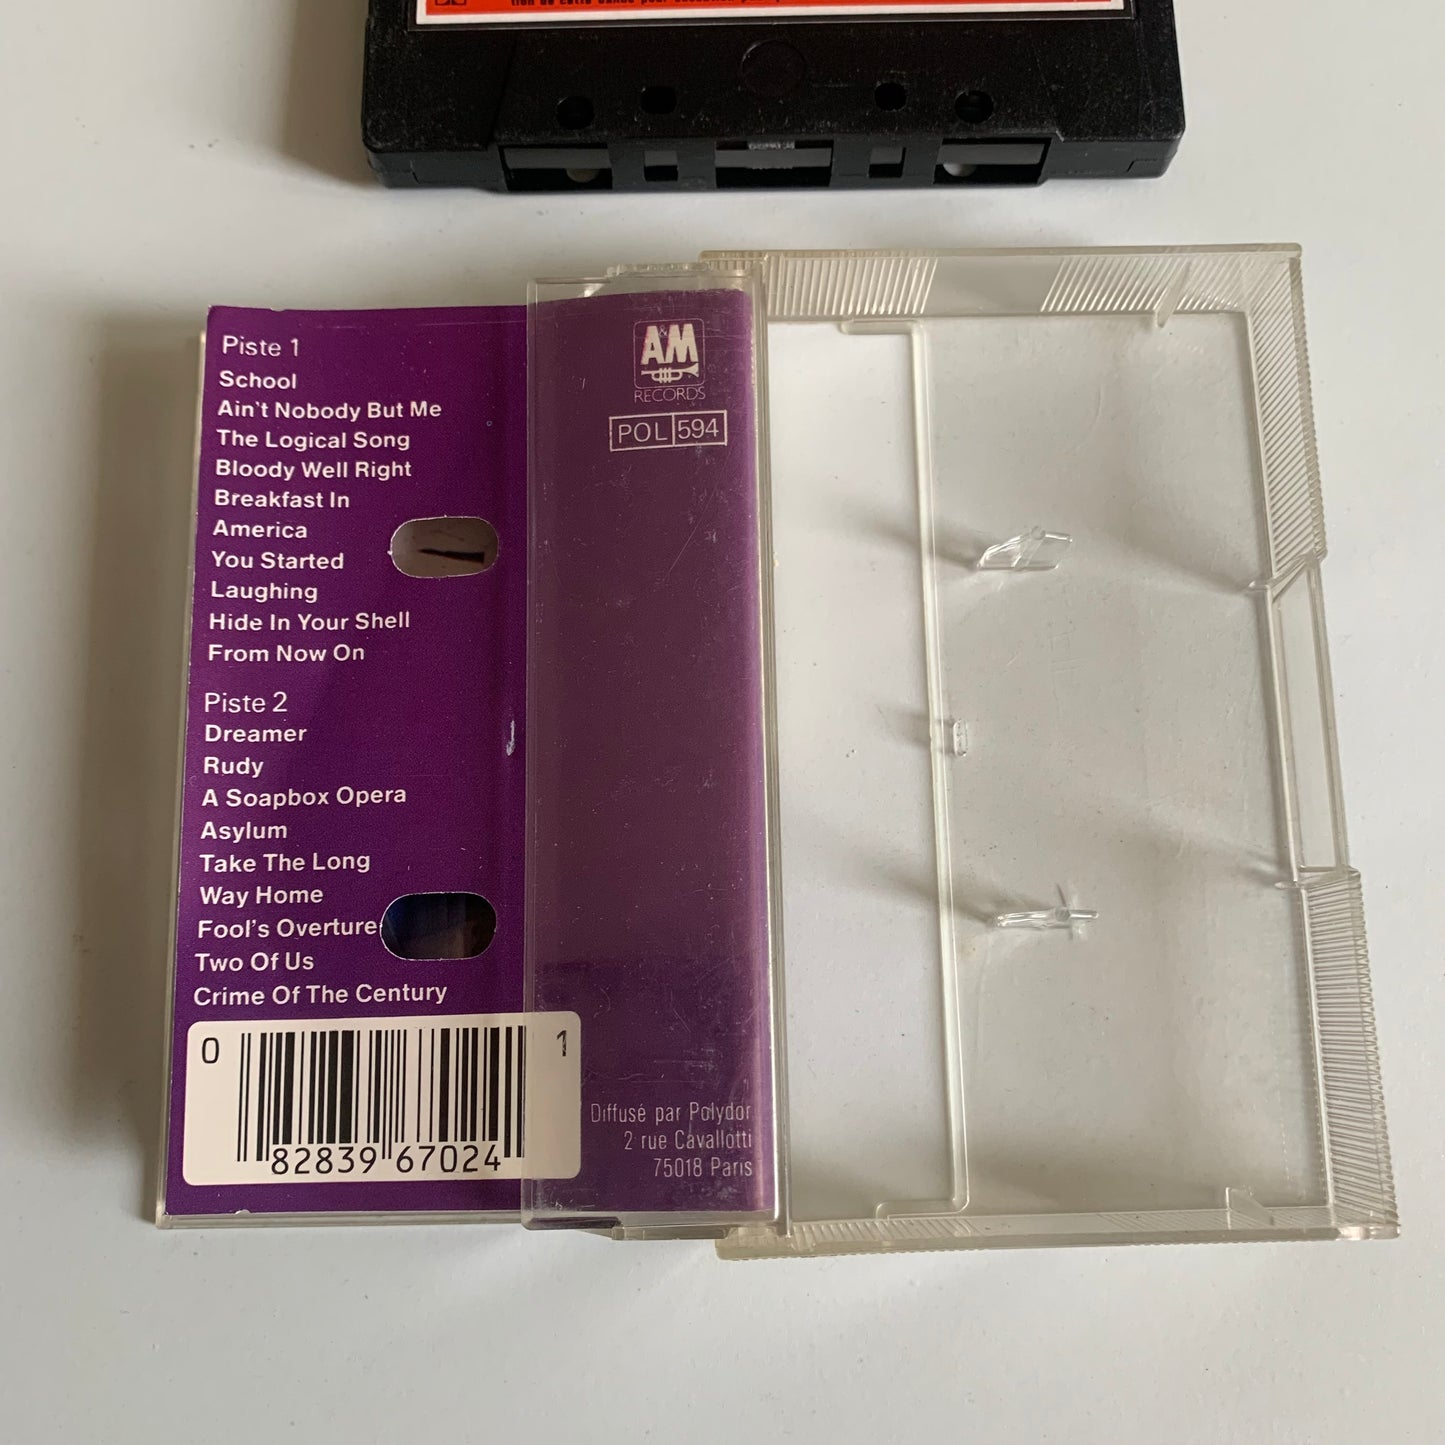 Piste 1
School
Ain't Nobody But Me
The Logical Song
Bloody Well Right
Breakfast In
America
You Started
Laughing
Hide In Your Shell
From Now On
Piste 2
Dreamer
Rudy
A Soapbox Opera
Asylum
Take The Long
Way Home
Fool's Overture
Two Of Us
Crime Of The Century
0
1
82839 67024
A&M
RECORDS
POL 594
Diffusé par Polydor
2 rue Cavallotti
75018 Paris